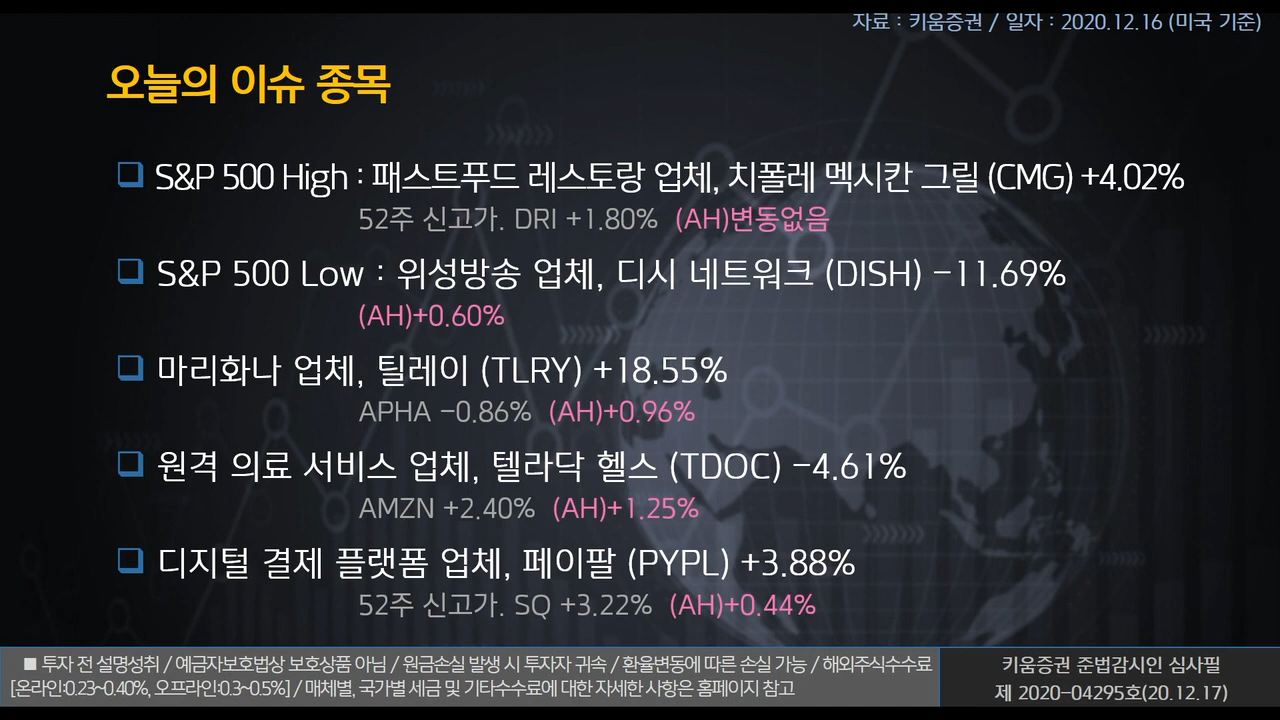 자료 : 키움증권 / 일자 : 2020.12.16 (미국 기준)
오늘의 이슈 종목
❑ S&P 500 High : 패스트푸드 레스토랑 업체, 치폴레 멕시칸 그릴 (CMG) +4.02%
52주 신고가. DRI +1.80% (AH)변동없음
❑ S&P 500 Low : 위성방송 업체, 디시 네트워크 (DISH) -11.69%
(AH)+0.60%
❑ 마리화나 업체, 틸레이 (TLRY) +18.55%
APHA -0.86% (AH)+0.96%
❑ 원격 의료 서비스 업체, 텔라닥 헬스 (TDOC) -4.61%
AMZN +2.40% (AH)+1.25%
❑ 디지털 결제 플랫폼 업체, 페이팔 (PYPL) +3.88%
52주 신고가. SQ +3.22% (AH)+0.44%
■ 투자 전 설명성취 / 예금자보호법상 보호상품 아님 / 원금손실 발생 시 투자자 귀속 / 환율변동에 따른 손실 가능 / 해외주식수수료
[온라인:0.23~0.40%, 오프라인:0.3~0.5%] / 매체별, 국가별 세금 및 기타수수료에 대한 자세한 사항은 홈페이지 참고
키움증권 준법감시인 심사필
제 2020-04295호(20.12.17)